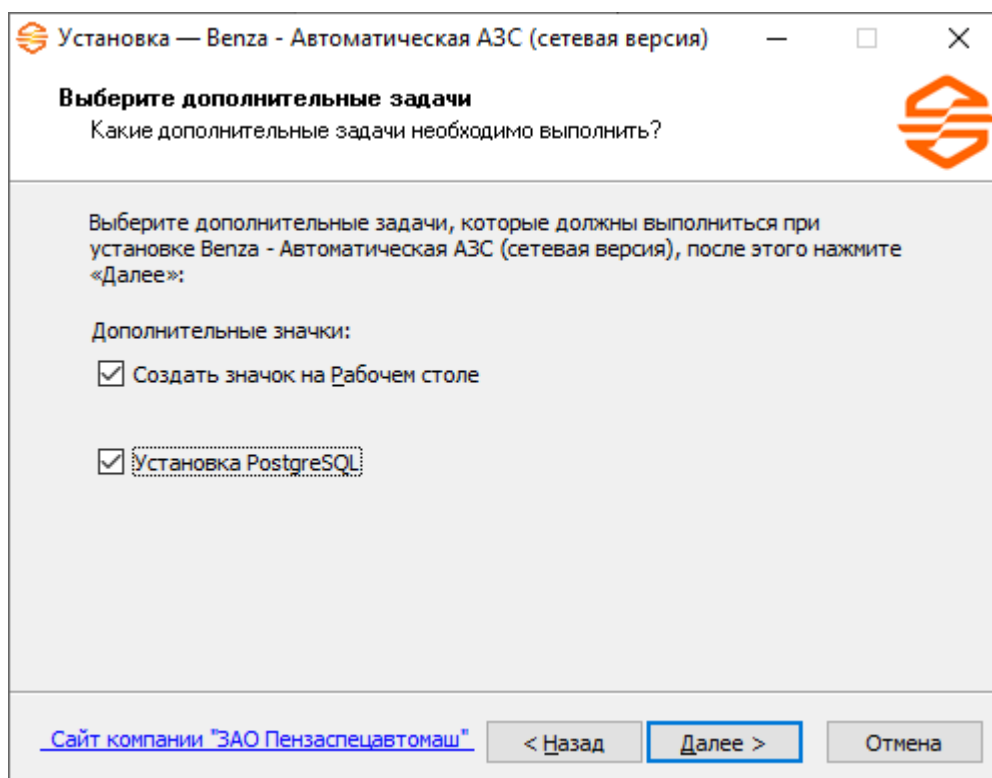 Установка — Benza - Автоматическая АЗС (сетевая версия)
Выберите дополнительные задачи
Какие дополнительные задачи необходимо выполнить?
Выберите дополнительные задачи, которые должны выполниться при
установке Benza - Автоматическая АЗС (сетевая версия), после этого нажмите
«Далее»:
Дополнительные значки:
Создать значок на Рабочем столе
Установка PostgreSQL
Сайт компании "ЗАО Пензаспецавтомаш"
< Назад
Далее >
Отмена